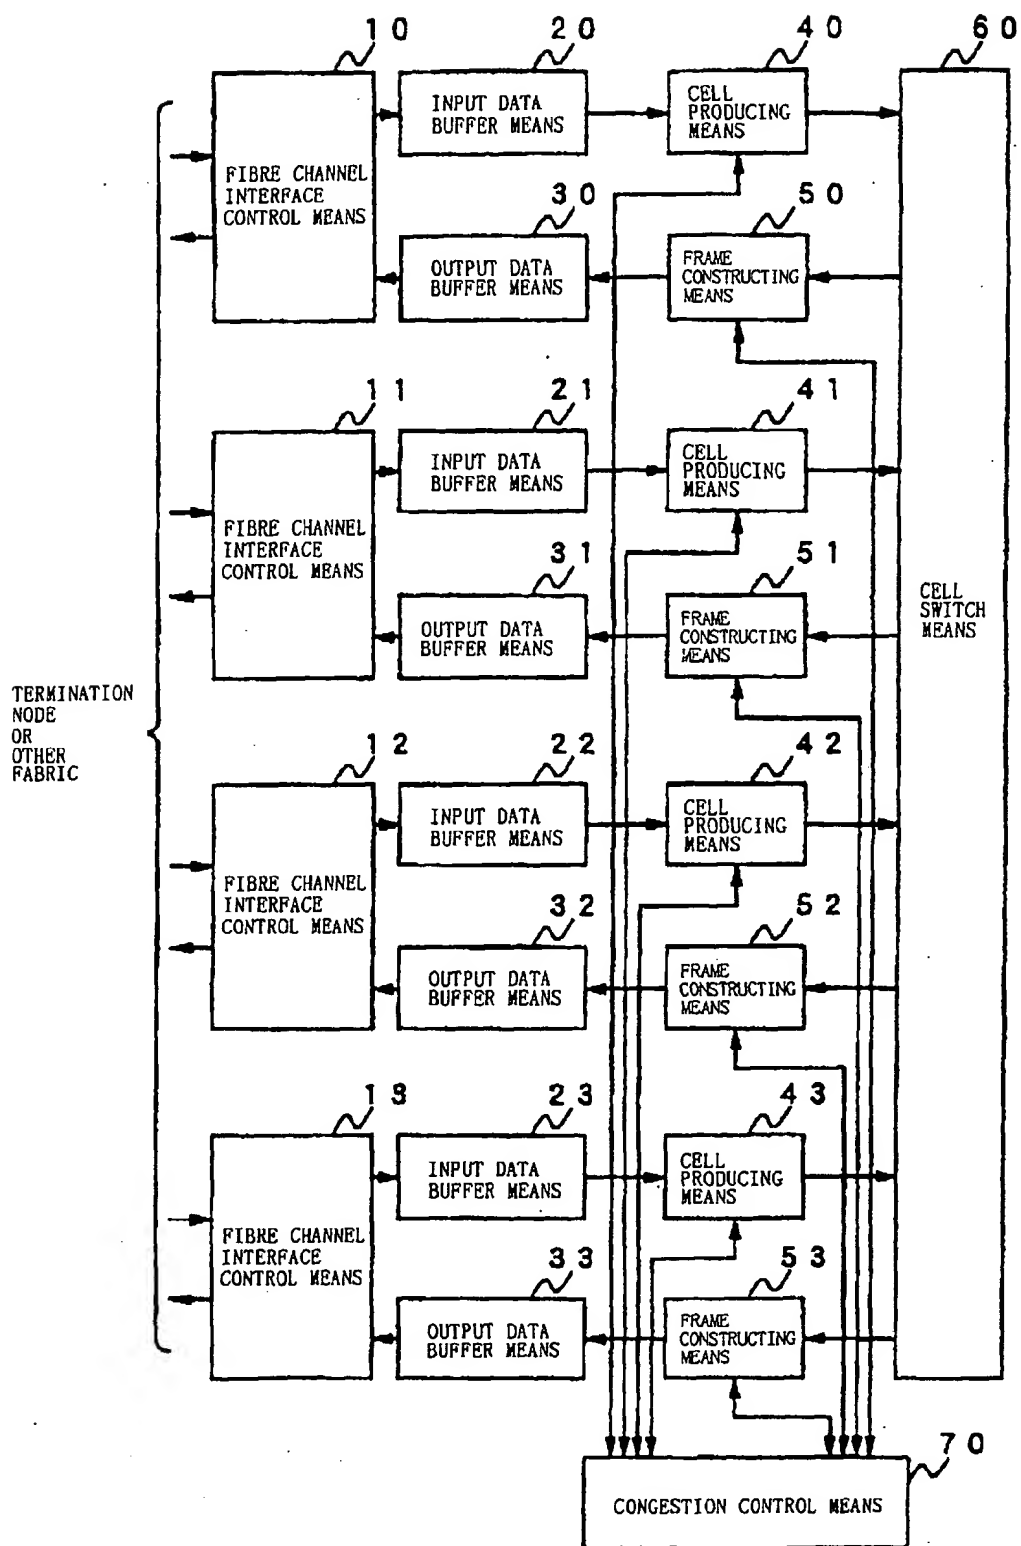 10
20
40
60
INPUT DATA
BUFFER MEANS
CELL
PRODUCING
MEANS
FIBRE CHANNEL
INTERFACE
CONTROL MEANS
30
50
OUTPUT DATA
BUFFER MEANS
FRAME
CONSTRUCTING
MEANS
11
21
41
INPUT DATA
BUFFER MEANS
CELL
PRODUCING
MEANS
FIBRE CHANNEL
INTERFACE
CONTROL MEANS
31
51
OUTPUT DATA
BUFFER MEANS
FRAME
CONSTRUCTING
MEANS
CELL
SWITCH
MEANS
TERMINATION
NODE
OR
OTHER
FABRIC
12
22
42
INPUT DATA
BUFFER MEANS
CELL
PRODUCING
MEANS
FIBRE CHANNEL
INTERFACE
CONTROL MEANS
32
52
OUTPUT DATA
BUFFER MEANS
FRAME
CONSTRUCTING
MEANS
13
23
43
INPUT DATA
BUFFER MEANS
CELL
PRODUCING
MEANS
FIBRE CHANNEL
INTERFACE
CONTROL MEANS
33
53
OUTPUT DATA
BUFFER MEANS
FRAME
CONSTRUCTING
MEANS
70
CONGESTION CONTROL MEANS